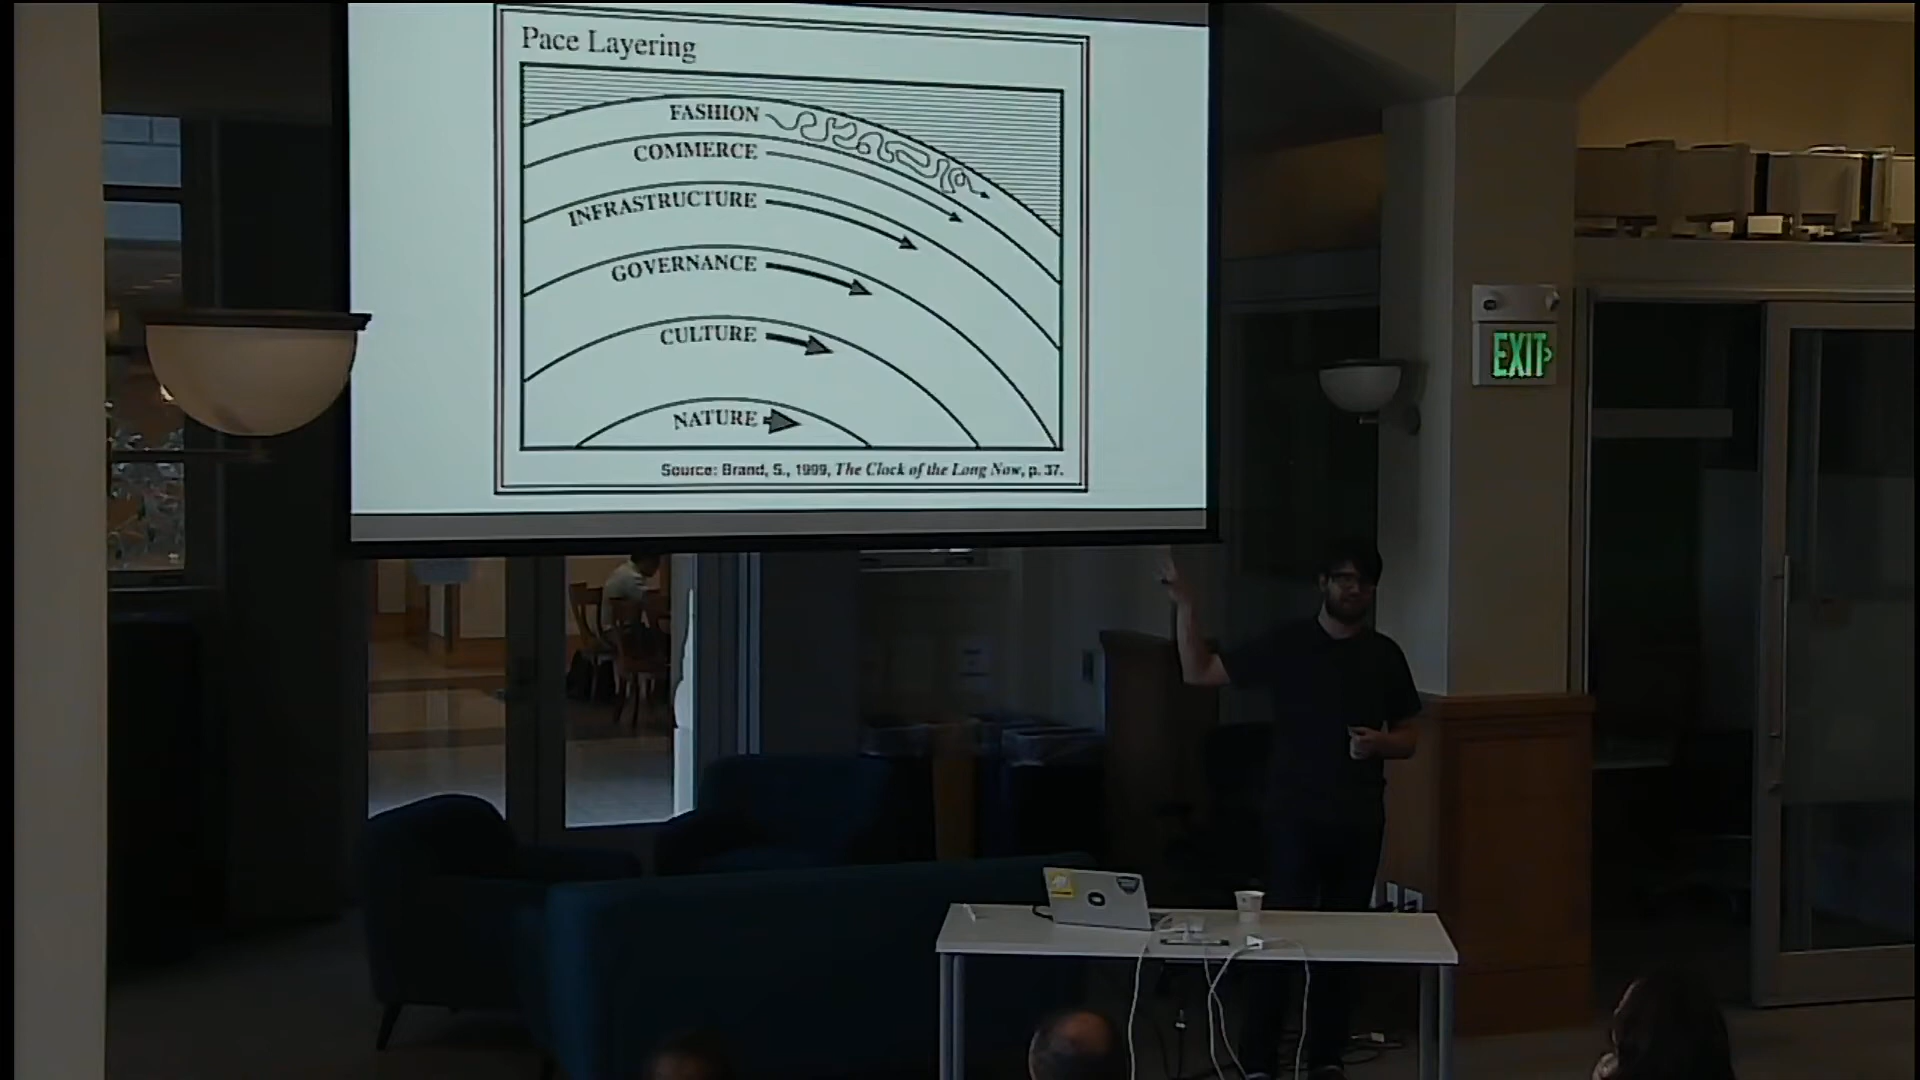 Pace Layering
FASHION
COMMERCE
INFRASTRUCTURE
GOVERNANCE
CULTURE
NATURE
Source: Brand, S., 1999, The Clock of the Long Now, p. 37.
EXIT